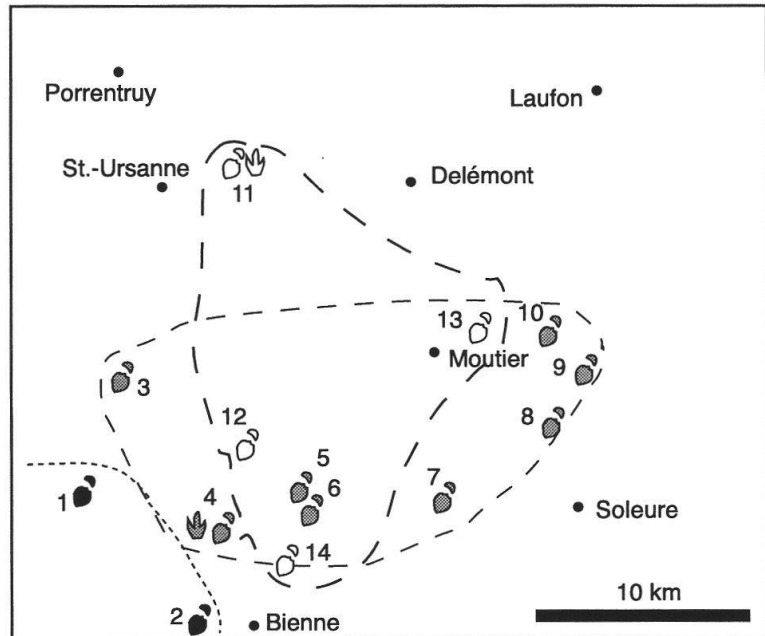 Porrentruy
Laufon
St.-Ursanne
11
Delémont
13
10
Moutier
9
3
8
12
5
6
7
4
1
Soleure
14
10 km
2
Bienne